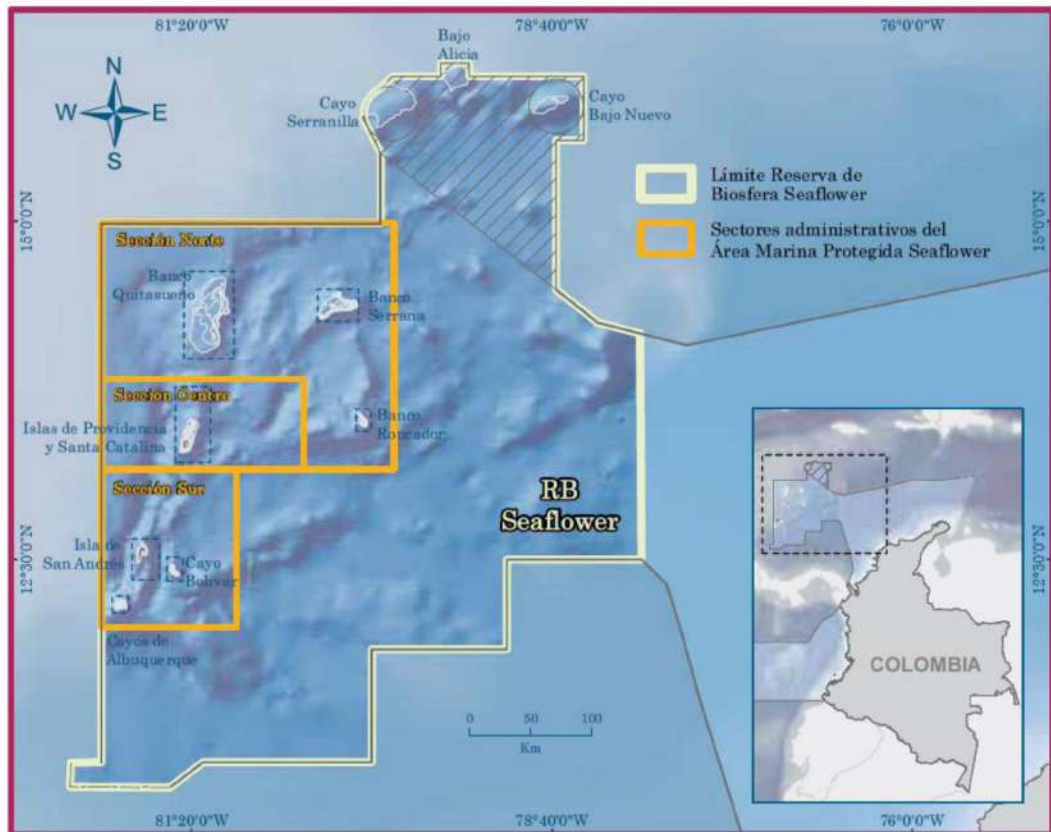 81°20'0"W
78°40'0"W
76°0'0"W
N
W
E
S
Bajo
Alicia
Cayo
Serranilla
Cayo
Bajo Nuevo
Límite Reserva de
Biosfera Seaflower
Sectores administrativos del
Área Marina Protegida Seaflower
15°0'0"N
15°0'0"N
Sección Norte
Banco
Quitasueño
Banco
Serrana
Sección Centro
Islas de Providencia
y Santa Catalina
Banco
Roncador
Sección Sur
RB
Seaflower
Isla de
San Andrés
Cayo
Bolívar
12°30'0"N
12°30'0"N
Cayos de
Albuquerque
COLOMBIA
0
50
100
Km
81°20'0"W
78°40'0"W
76°0'0"W